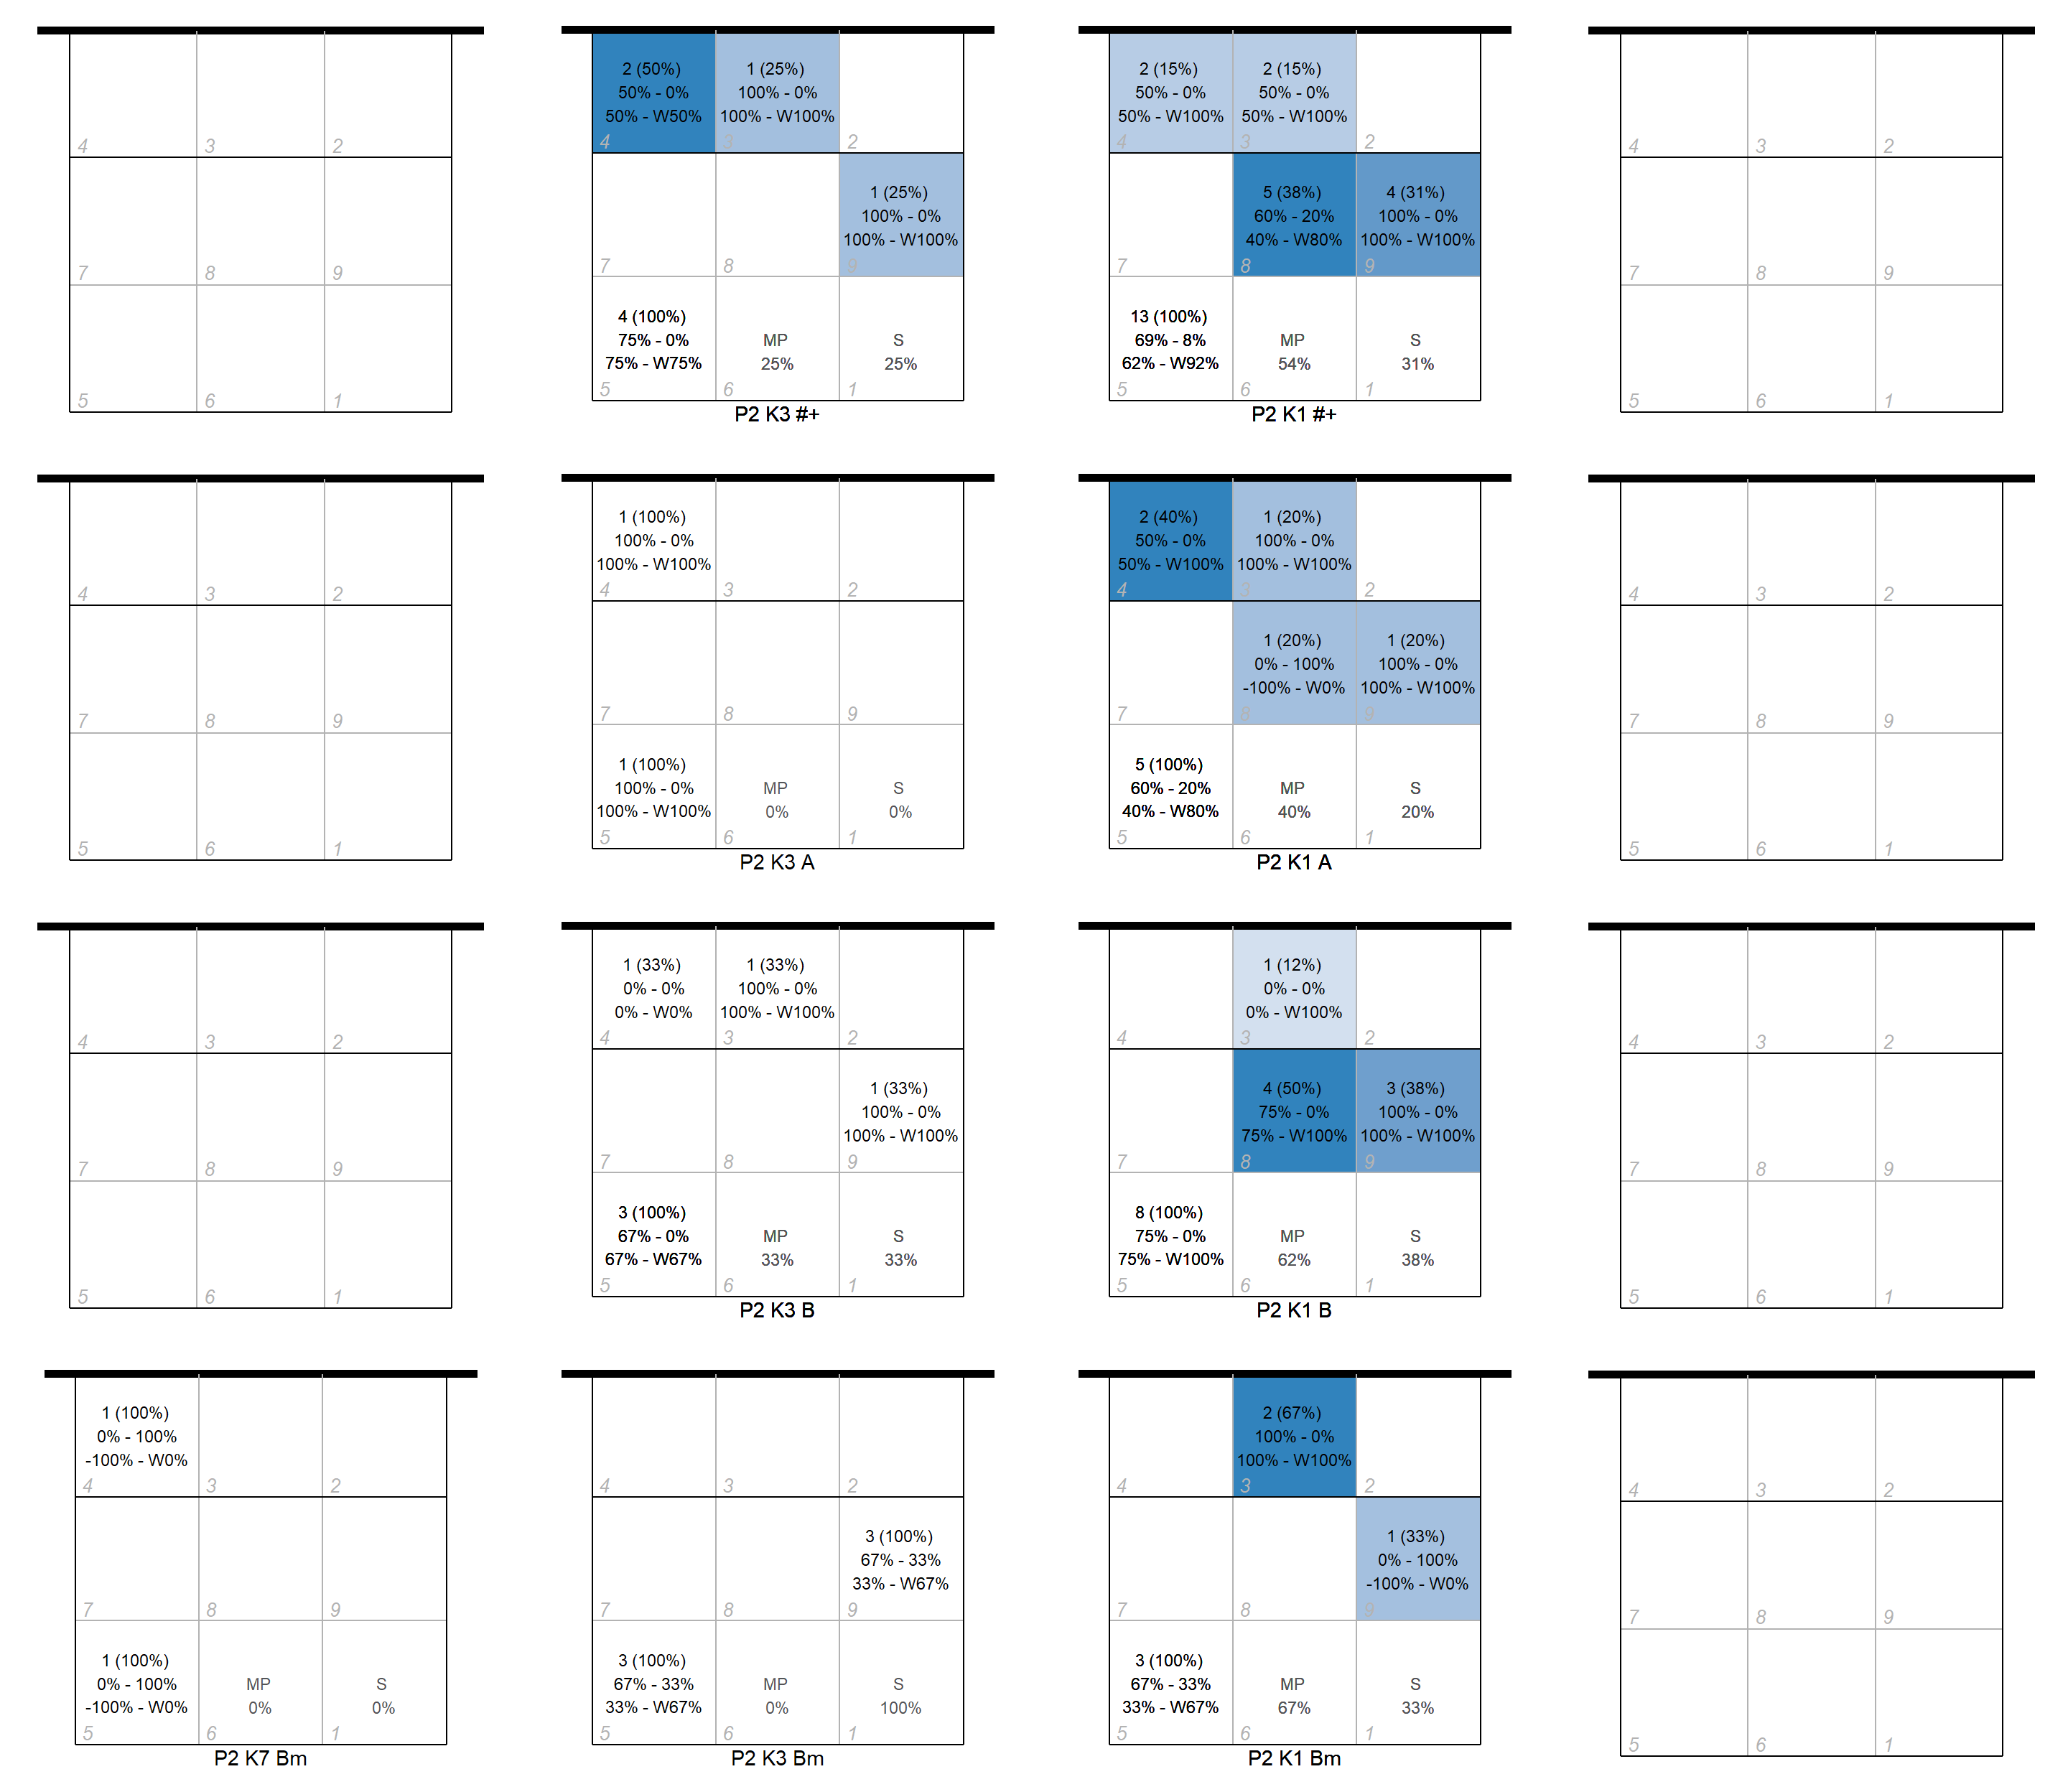 2 (50%) 1 (25%) 2 (15%) 2 (15%)
50% - 0% 100% - 0% 50% - 0% 50% - 0%
50% - W50% 100% - W100% 50% - W100% 50% - W100%
4 3 2 4 3 2 4 3 2 4 3 2
1 (25%) 5 (38%) 4 (31%)
100% - 0% 60% - 20% 100% - 0%
100% - W100% 40% - W80% 100% - W100%
7 8 9 7 8 9 7 8 9 7 8 9
4 (100%) 13 (100%)
75% - 0% MP S 69% - 8% MP S
75% - W75% 25% 25% 62% - W92% 54% 31%
5 6 1 5 6 1 5 6 1 5 6 1
P2 K3 #+ P2 K1 #+
1 (100%) 2 (40%) 1 (20%)
100% - 0% 50% - 0% 100% - 0%
100% - W100% 50% - W100% 100% - W100%
4 3 2 4 3 2 4 3 2 4 3 2
1 (20%) 1 (20%)
0% - 100% 100% - 0%
-100% - W0% 100% - W100%
7 8 9 7 8 9 7 8 9 7 8 9
1 (100%) 5 (100%)
100% - 0% MP S 60% - 20% MP S
100% - W100% 0% 0% 40% - W80% 40% 20%
5 6 1 5 6 1 5 6 1 5 6 1
P2 K3 A P2 K1 A
1 (33%) 1 (33%) 1 (12%)
0% - 0% 100% - 0% 0% - 0%
0% - W0% 100% - W100% 0% - W100%
4 3 2 4 3 2 4 3 2 4 3 2
1 (33%) 4 (50%) 3 (38%)
100% - 0% 75% - 0% 100% - 0%
100% - W100% 75% - W100% 100% - W100%
7 8 9 7 8 9 7 8 9 7 8 9
3 (100%) 8 (100%)
67% - 0% MP S 75% - 0% MP S
67% - W67% 33% 33% 75% - W100% 62% 38%
5 6 1 5 6 1 5 6 1 5 6 1
P2 K3 B P2 K1 B
1 (100%) 2 (67%)
0% - 100% 100% - 0%
-100% - W0% 100% - W100%
4 3 2 4 3 2 4 3 2 4 3 2
3 (100%) 1 (33%)
67% - 33% 0% - 100%
33% - W67% -100% - W0%
7 8 9 7 8 9 7 8 9 7 8 9
1 (100%) 3 (100%) 3 (100%)
0% - 100% MP S 67% - 33% MP S 67% - 33% MP S
-100% - W0% 0% 0% 33% - W67% 0% 100% 33% - W67% 67% 33%
5 6 1 5 6 1 5 6 1 5 6 1
P2 K7 Bm P2 K3 Bm P2 K1 Bm